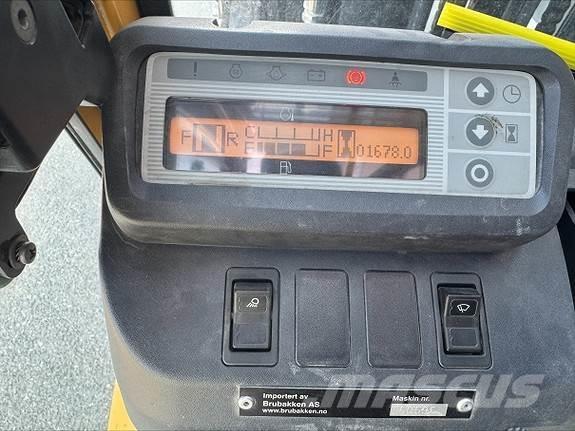 F N R C H
E F 01678.0
Importert av
Brubakken AS
www.brubakken.no
Maskin nr.
MASCUS